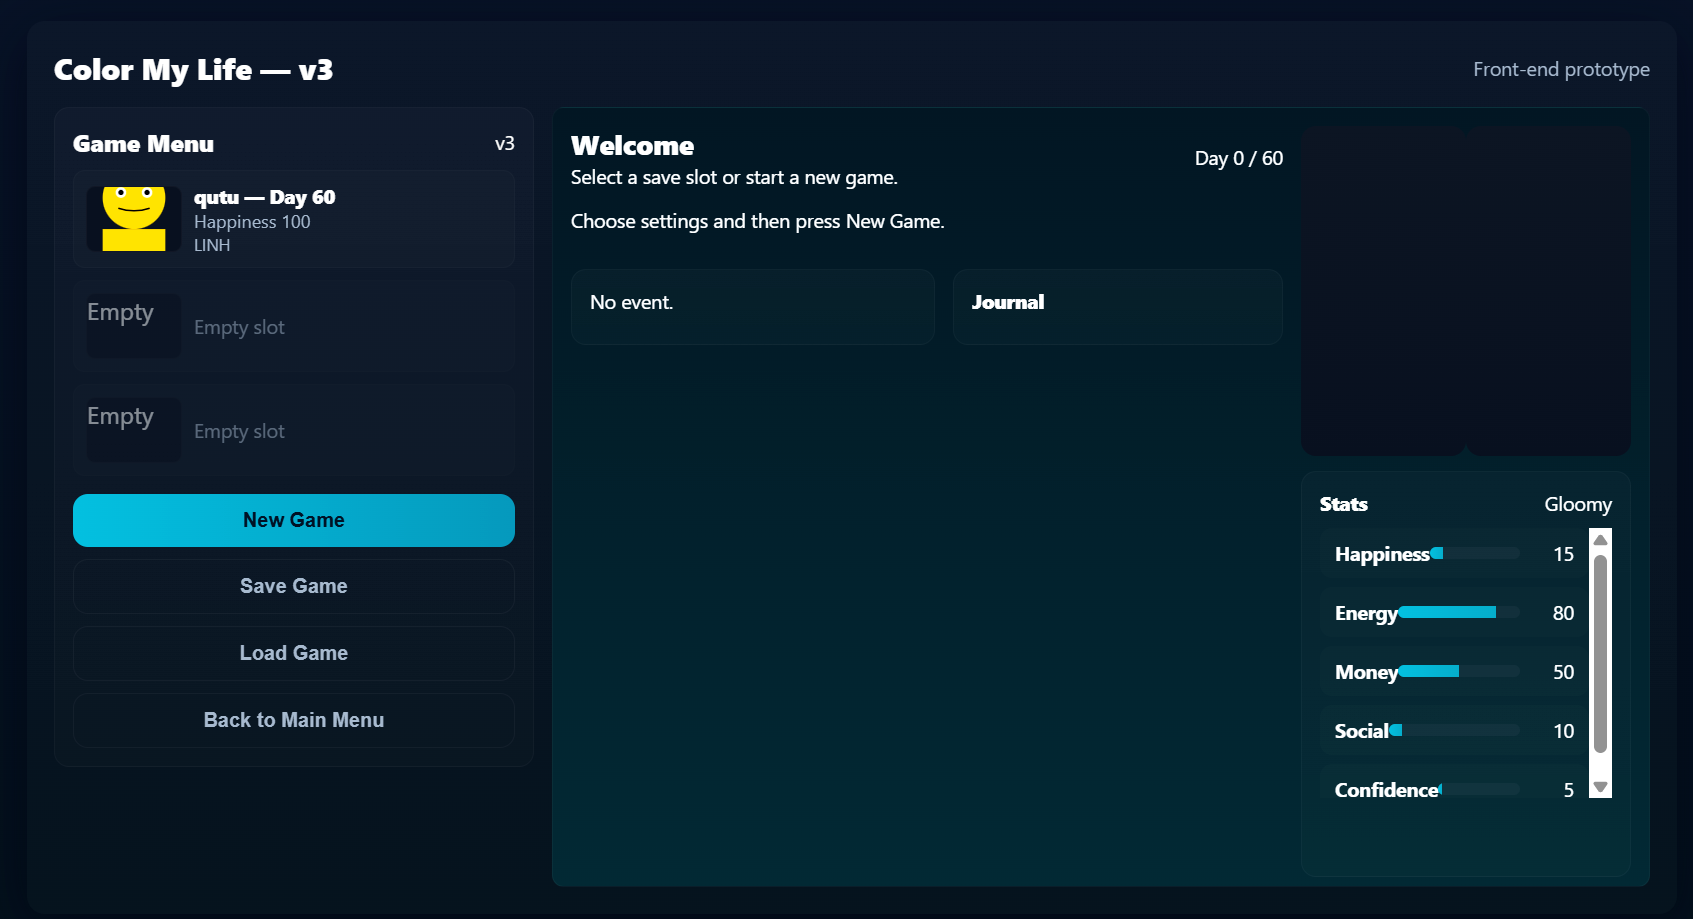 Color My Life — v3
Front-end prototype
Game Menu
v3
qutu — Day 60
Happiness 100
LINH
Empty
Empty slot
Empty
Empty slot
New Game
Save Game
Load Game
Back to Main Menu
Welcome
Day 0 / 60
Select a save slot or start a new game.
Choose settings and then press New Game.
No event.
Journal
Stats
Gloomy
Happiness 15
Energy 80
Money 50
Social 10
Confidence 5